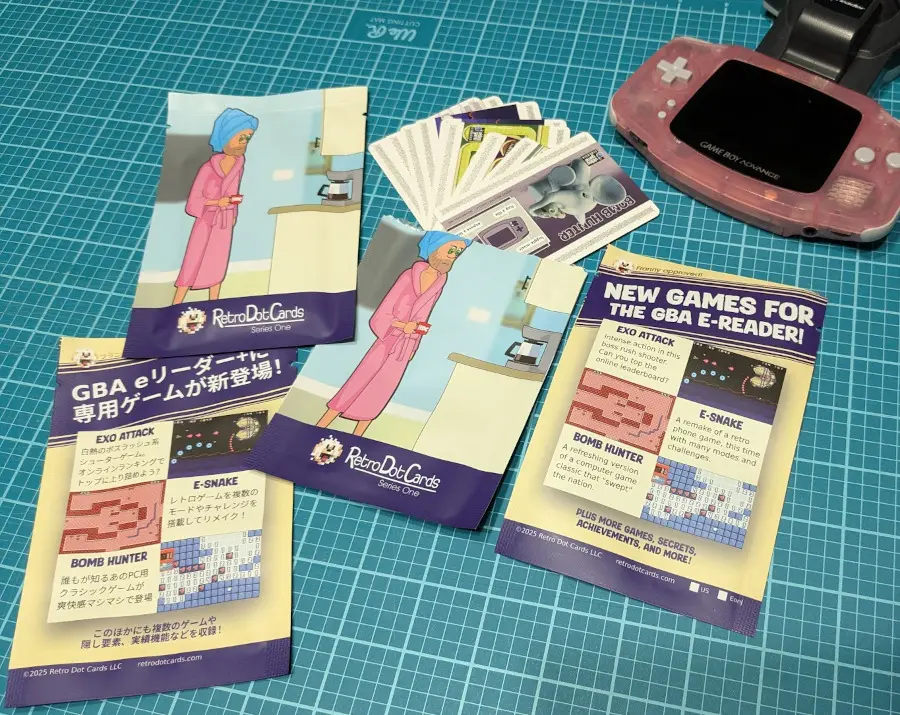 We R
CUTTING MAT
GAME BOY ADVANCE
BOMB HUNTER
RETRODOTCARDS
Series One
RETRODOTCARDS
Series One
GBA eリーダー+に
専用ゲームが新登場!
EXO ATTACK
白熱のボスラッシュ系
シューターゲーム。
オンラインランキングで
トップに上り詰めよう?
E-SNAKE
レトロゲームを複数の
モードやチャレンジを
搭載してリメイク!
BOMB HUNTER
誰もが知るあのPC用
クラシックゲームが
爽快感マシマシで登場
このほかにも複数のゲームや
隠し要素、実績機能などを収録!
©2025 Retro Dot Cards LLC
retrodotcards.com
Franny approved!!
NEW GAMES FOR
THE GBA E-READER!
EXO ATTACK
Intense action in this
boss rush shooter.
Can you top the
online leaderboard?
E-SNAKE
A remake of a retro
phone game, this time
with many modes and
challenges.
BOMB HUNTER
A refreshing version
of a computer game
classic that "swept"
the nation.
PLUS MORE GAMES, SECRETS,
ACHIEVEMENTS, AND MORE!
©2025 Retro Dot Cards LLC
retrodotcards.com
US